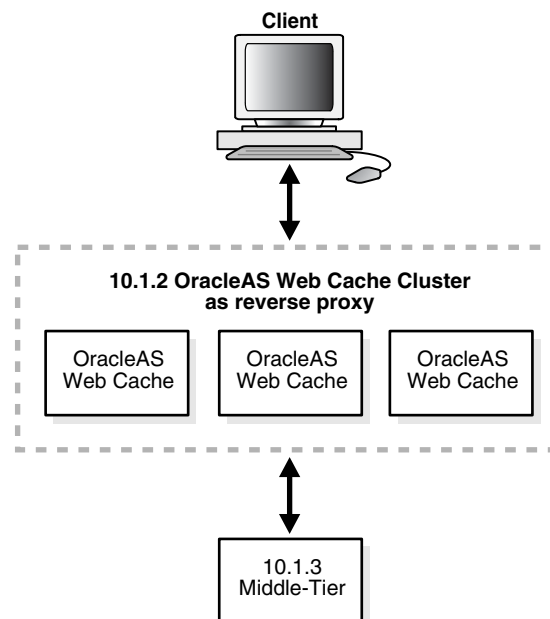 Client
10.1.2 OracleAS Web Cache Cluster
as reverse proxy
OracleAS
Web Cache
OracleAS
Web Cache
OracleAS
Web Cache
10.1.3
Middle-Tier